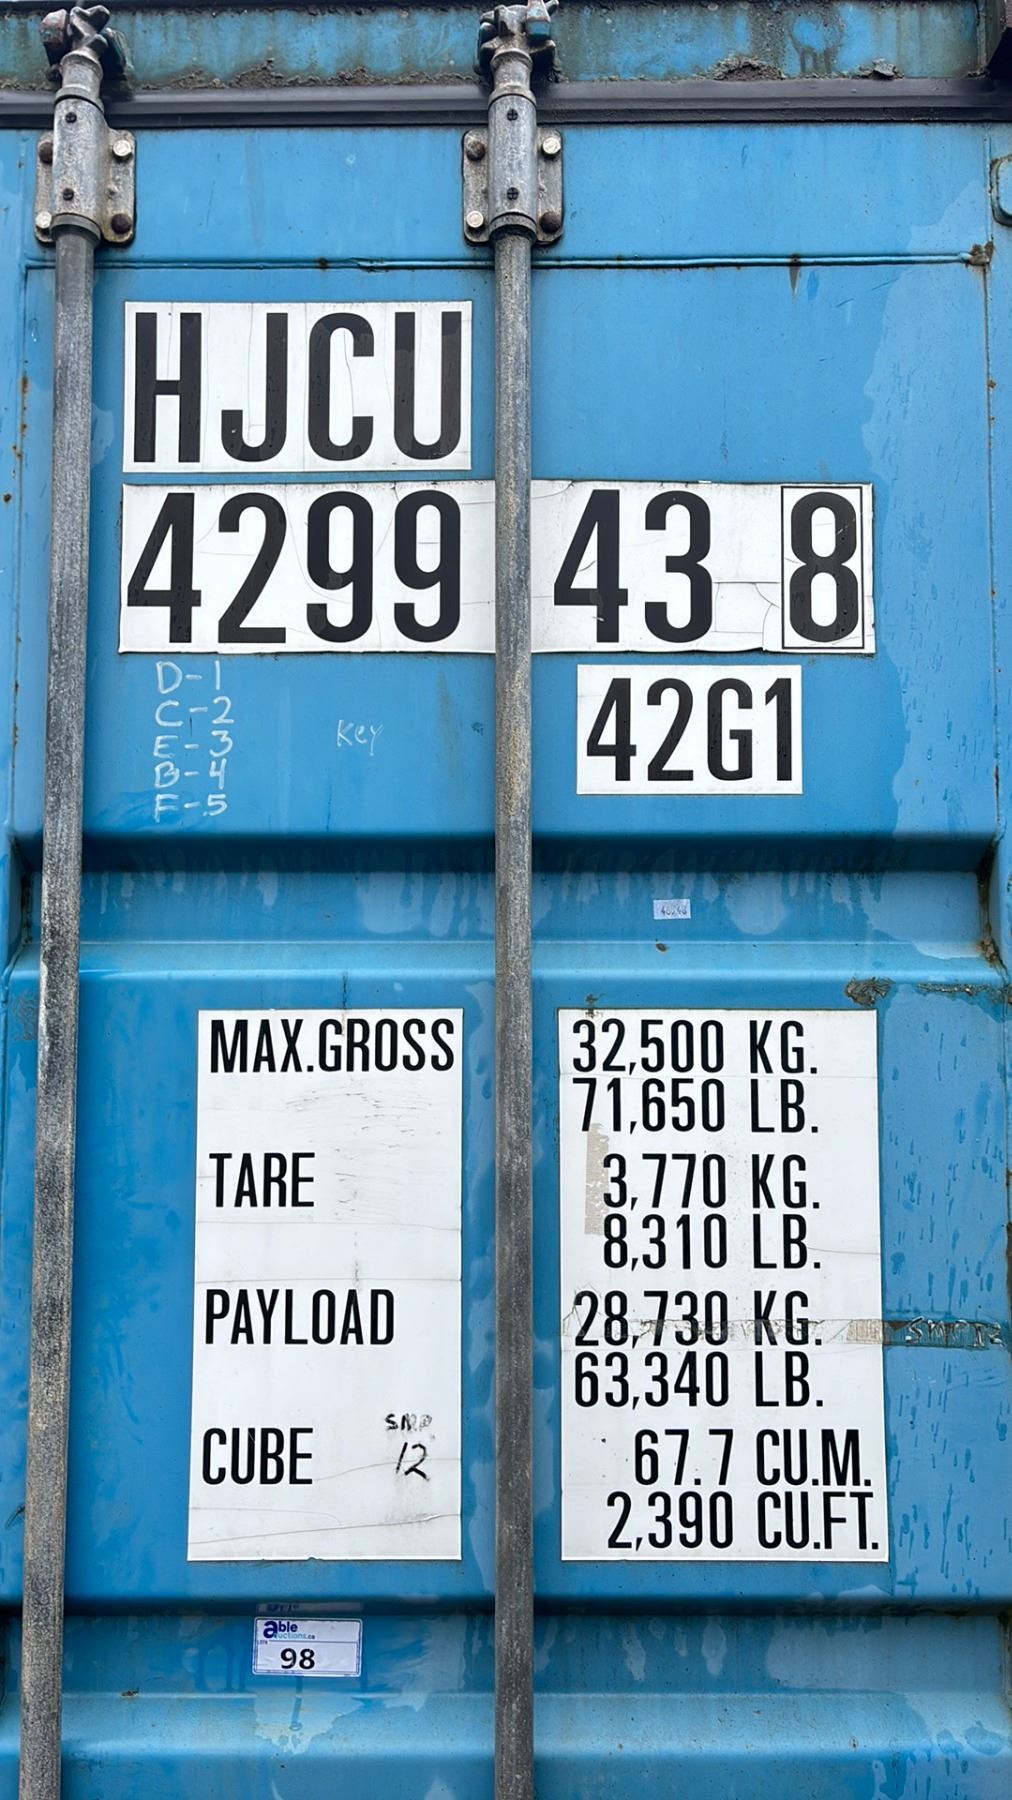 HJCU
4299 43 8
42G1
D-1
C-2
E-3
B-4
F-5
Key
MAX.GROSS 32,500 KG.
71,650 LB.
TARE 3,770 KG.
8,310 LB.
PAYLOAD 28,730 KG.
63,340 LB.
CUBE 67.7 CU.M.
2,390 CU.FT.
12
able
auctions.ca
98